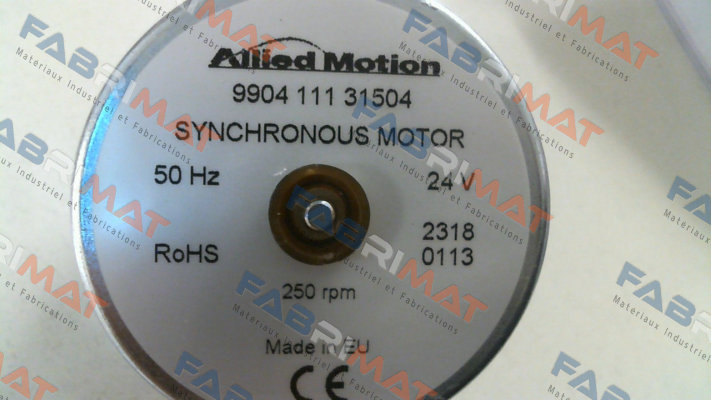 Allied Motion
9904 111 31504
SYNCHRONOUS MOTOR
50 Hz
24 V
2318
RoHS
0113
250 rpm
Made in EU
CE
FABRIMAT
Matériaux Industriel et Fabrications